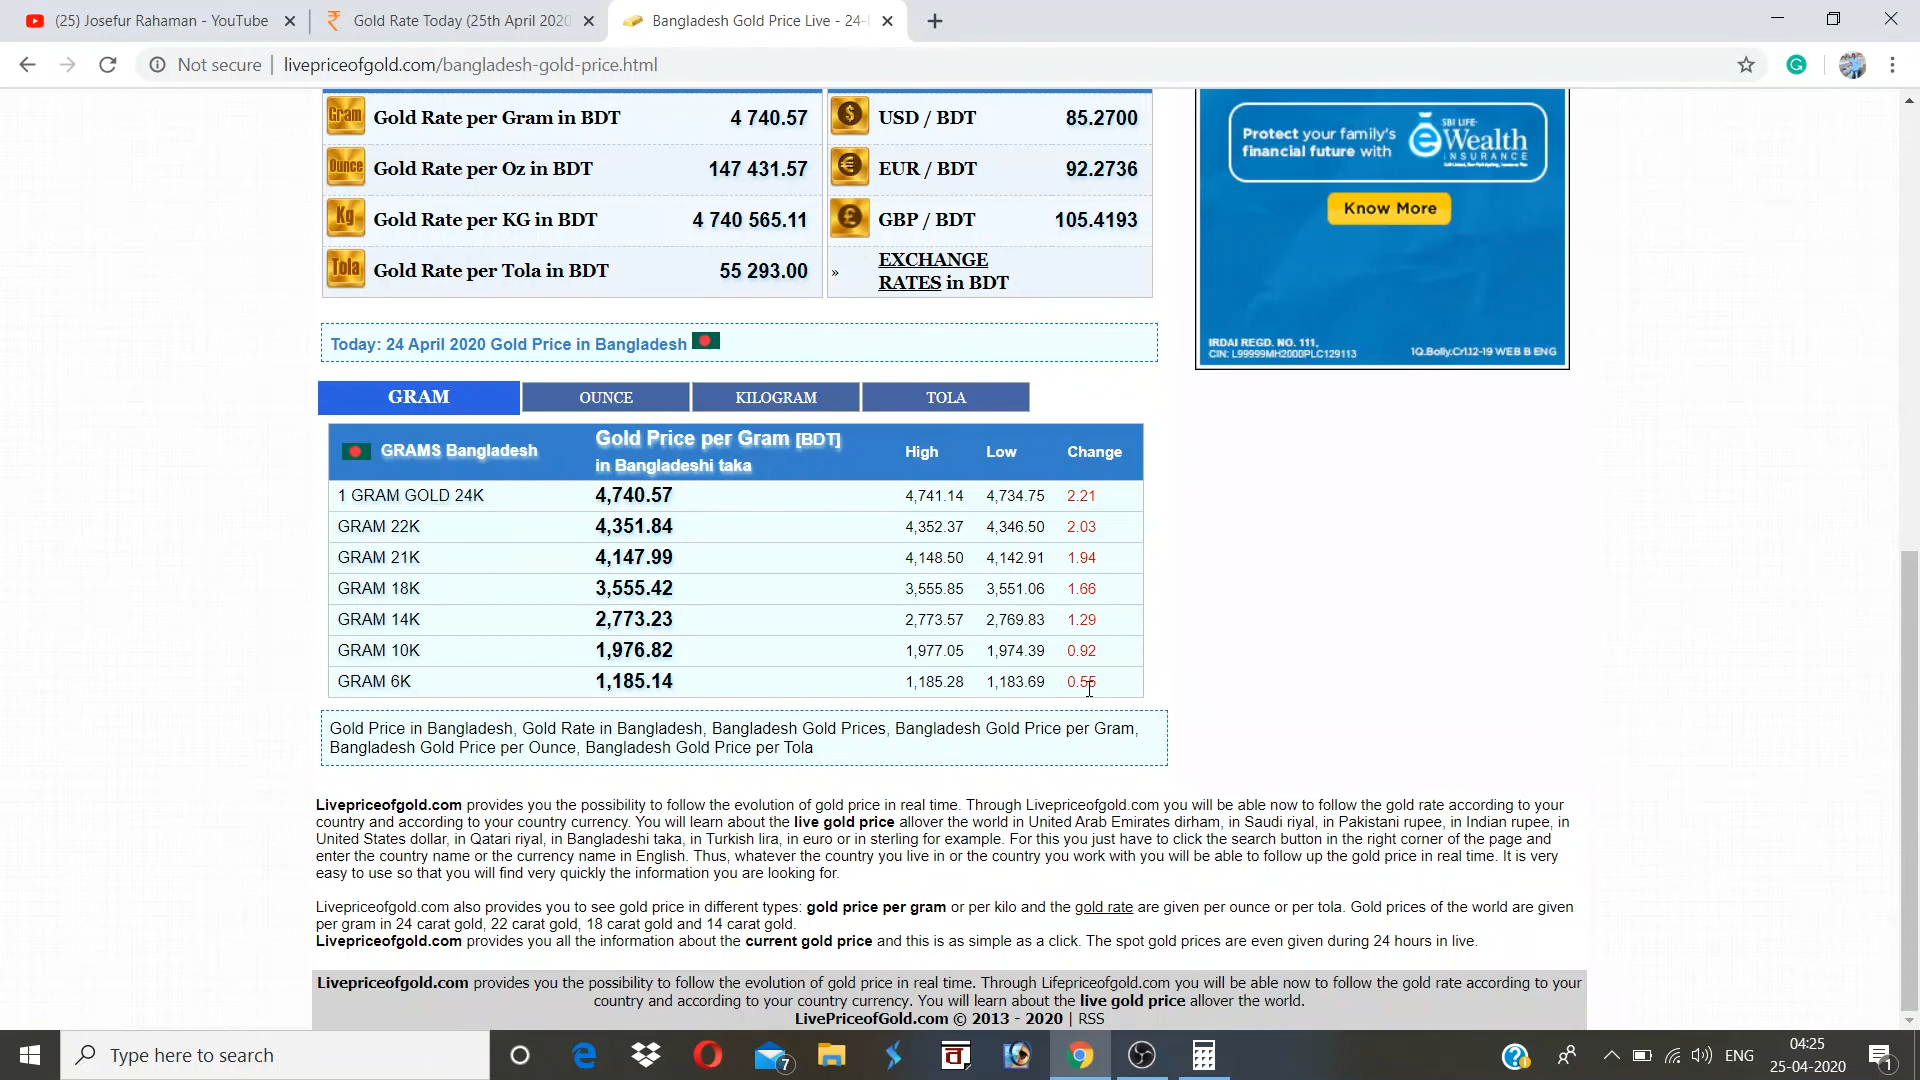 (25) Josefur Rahaman - YouTube
Gold Rate Today (25th April 2020
Bangladesh Gold Price Live - 24-
Not secure | livepriceofgold.com/bangladesh-gold-price.html
Gram Gold Rate per Gram in BDT 4 740.57
Ounce Gold Rate per Oz in BDT 147 431.57
Kg Gold Rate per KG in BDT 4 740 565.11
Tola Gold Rate per Tola in BDT 55 293.00
$ USD / BDT 85.2700
€ EUR / BDT 92.2736
£ GBP / BDT 105.4193
» EXCHANGE
RATES in BDT
Protect your family's
financial future with
SBI LIFE
eWealth
INSURANCE
Know More
IRDAI REGD. NO. 111,
CIN: L99999MH2000PLC129113
1Q.Bolly.Cr1.12-19 WEB B ENG
Today: 24 April 2020 Gold Price in Bangladesh
GRAM OUNCE KILOGRAM TOLA
GRAMS Bangladesh
Gold Price per Gram [BDT]
in Bangladeshi taka
High Low Change
1 GRAM GOLD 24K 4,740.57 4,741.14 4,734.75 2.21
GRAM 22K 4,351.84 4,352.37 4,346.50 2.03
GRAM 21K 4,147.99 4,148.50 4,142.91 1.94
GRAM 18K 3,555.42 3,555.85 3,551.06 1.66
GRAM 14K 2,773.23 2,773.57 2,769.83 1.29
GRAM 10K 1,976.82 1,977.05 1,974.39 0.92
GRAM 6K 1,185.14 1,185.28 1,183.69 0.55
Gold Price in Bangladesh, Gold Rate in Bangladesh, Bangladesh Gold Prices, Bangladesh Gold Price per Gram,
Bangladesh Gold Price per Ounce, Bangladesh Gold Price per Tola
Livepriceofgold.com provides you the possibility to follow the evolution of gold price in real time. Through Livepriceofgold.com you will be able now to follow the gold rate according to your
country and according to your country currency. You will learn about the live gold price allover the world in United Arab Emirates dirham, in Saudi riyal, in Pakistani rupee, in Indian rupee, in
United States dollar, in Qatari riyal, in Bangladeshi taka, in Turkish lira, in euro or in sterling for example. For this you just have to click the search button in the right corner of the page and
enter the country name or the currency name in English. Thus, whatever the country you live in or the country you work with you will be able to follow up the gold price in real time. It is very
easy to use so that you will find very quickly the information you are looking for.
Livepriceofgold.com also provides you to see gold price in different types: gold price per gram or per kilo and the gold rate are given per ounce or per tola. Gold prices of the world are given
per gram in 24 carat gold, 22 carat gold, 18 carat gold and 14 carat gold.
Livepriceofgold.com provides you all the information about the current gold price and this is as simple as a click. The spot gold prices are even given during 24 hours in live.
Livepriceofgold.com provides you the possibility to follow the evolution of gold price in real time. Through Lifepriceofgold.com you will be able now to follow the gold rate according to your
country and according to your country currency. You will learn about the live gold price allover the world.
LivePriceofGold.com © 2013 - 2020 | RSS
Type here to search
7
ENG
04:25
25-04-2020
1